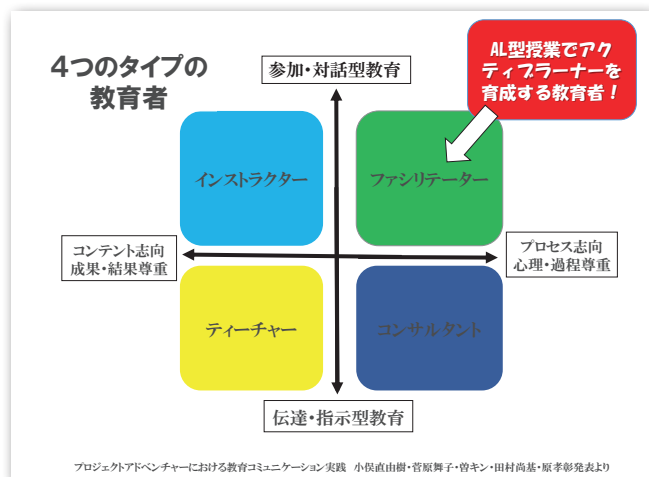 4つのタイプの
教育者
参加・対話型教育
AL型授業でアク
ティブラーナーを
育成する教育者！
インストラクター
ファシリテーター
コンテント志向
成果・結果尊重
プロセス志向
心理・過程尊重
ティーチャー
コンサルタント
伝達・指示型教育
プロジェクトアドベンチャーにおける教育コミュニケーション実践 小俣直由樹・菅原舞子・曽キン・田村尚基・原孝彰発表より